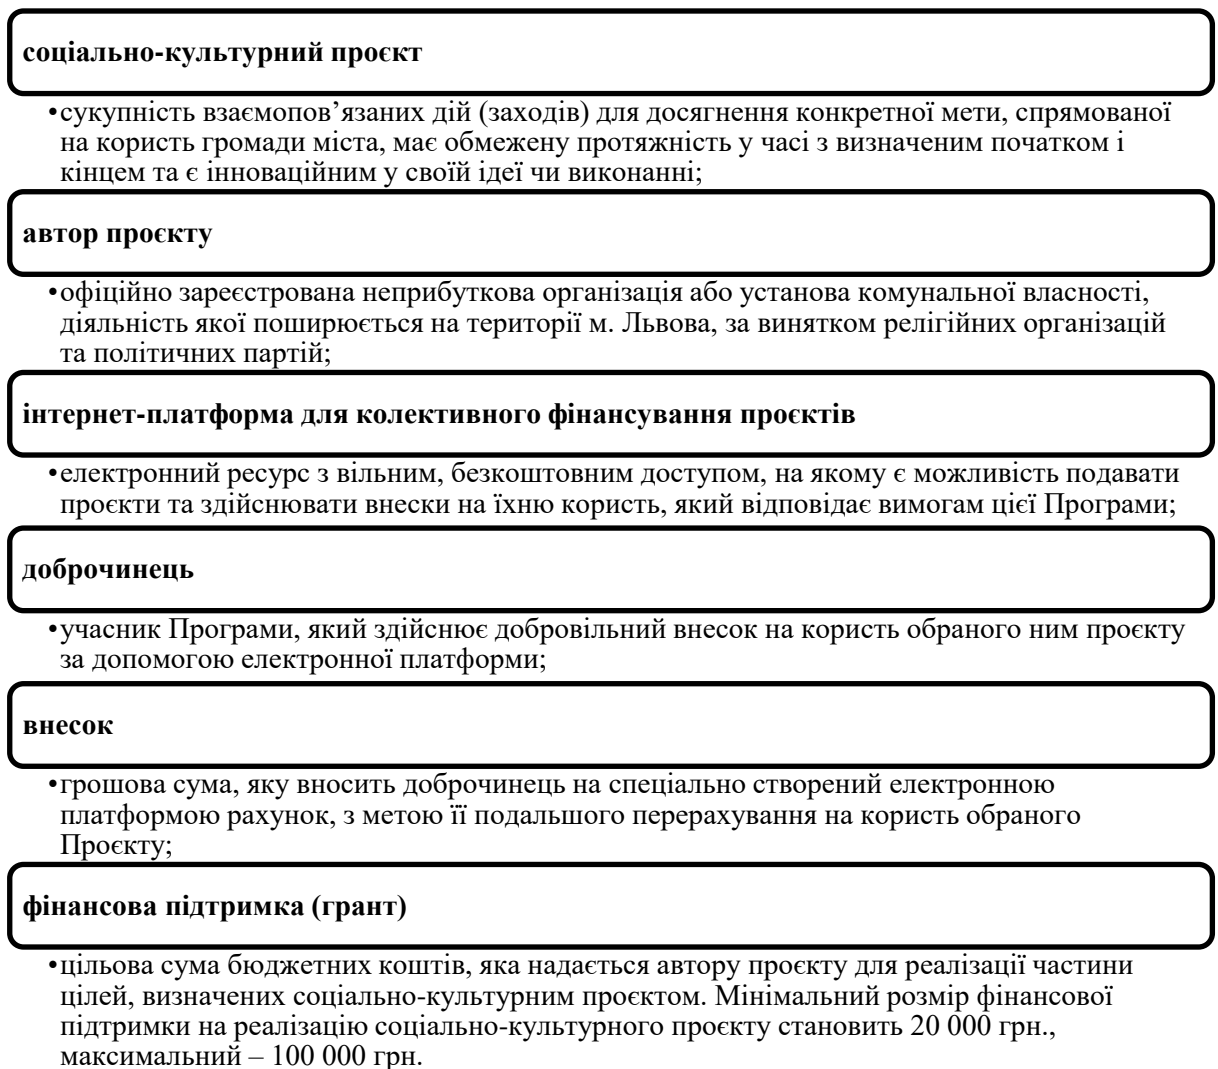 соціально-культурний проєкт
•сукупність взаємопов’язаних дій (заходів) для досягнення конкретної мети, спрямованої
на користь громади міста, має обмежену протяжність у часі з визначеним початком і
кінцем та є інноваційним у своїй ідеї чи виконанні;
автор проєкту
•офіційно зареєстрована неприбуткова організація або установа комунальної власності,
діяльність якої поширюється на території м. Львова, за винятком релігійних організацій
та політичних партій;
інтернет-платформа для колективного фінансування проєктів
•електронний ресурс з вільним, безкоштовним доступом, на якому є можливість подавати
проєкти та здійснювати внески на їхню користь, який відповідає вимогам цієї Програми;
доброчинець
•учасник Програми, який здійснює добровільний внесок на користь обраного ним проєкту
за допомогою електронної платформи;
внесок
•грошова сума, яку вносить доброчинець на спеціально створений електронною
платформою рахунок, з метою її подальшого перерахування на користь обраного
Проєкту;
фінансова підтримка (грант)
•цільова сума бюджетних коштів, яка надається автору проєкту для реалізації частини
цілей, визначених соціально-культурним проєктом. Мінімальний розмір фінансової
підтримки на реалізацію соціально-культурного проєкту становить 20 000 грн.,
максимальний – 100 000 грн.